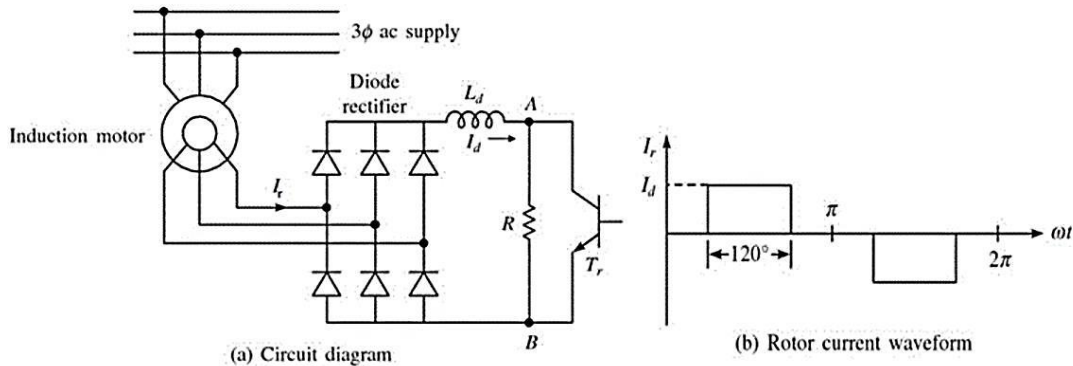 3ϕ ac supply
Diode
rectifier
L_d
A
Induction motor
I_d
I_r
I_r
I_d
R
T_r
π
ωt
120°
2π
B
(a) Circuit diagram
(b) Rotor current waveform